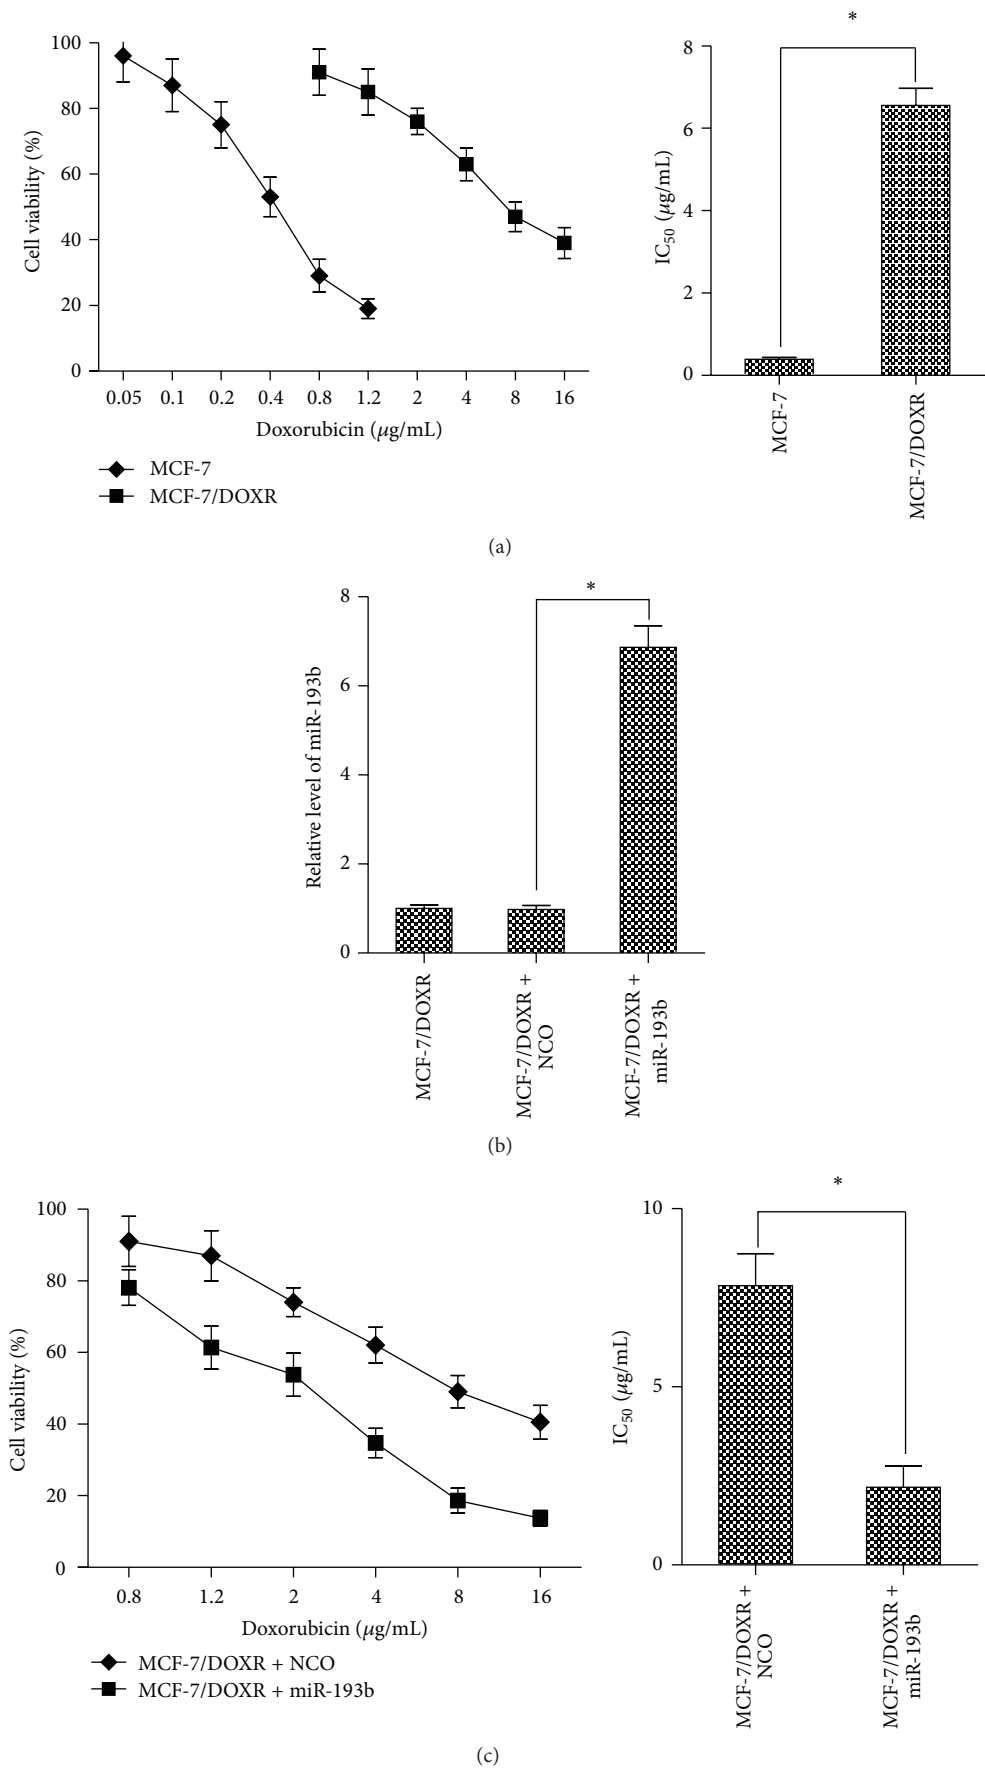 100
80
60
40
20
0
Cell viability (%)
0.05 0.1 0.2 0.4 0.8 1.2 2 4 8 16
Doxorubicin (μg/mL)
MCF-7
MCF-7/DOXR
*
8
6
4
2
0
IC50 (μg/mL)
MCF-7
MCF-7/DOXR
(a)
*
8
6
4
2
0
Relative level of miR-193b
MCF-7/DOXR
MCF-7/DOXR +
NCO
MCF-7/DOXR +
miR-193b
(b)
100
80
60
40
20
0
Cell viability (%)
0.8 1.2 2 4 8 16
Doxorubicin (μg/mL)
MCF-7/DOXR + NCO
MCF-7/DOXR + miR-193b
*
10
5
0
IC50 (μg/mL)
MCF-7/DOXR +
NCO
MCF-7/DOXR +
miR-193b
(c)